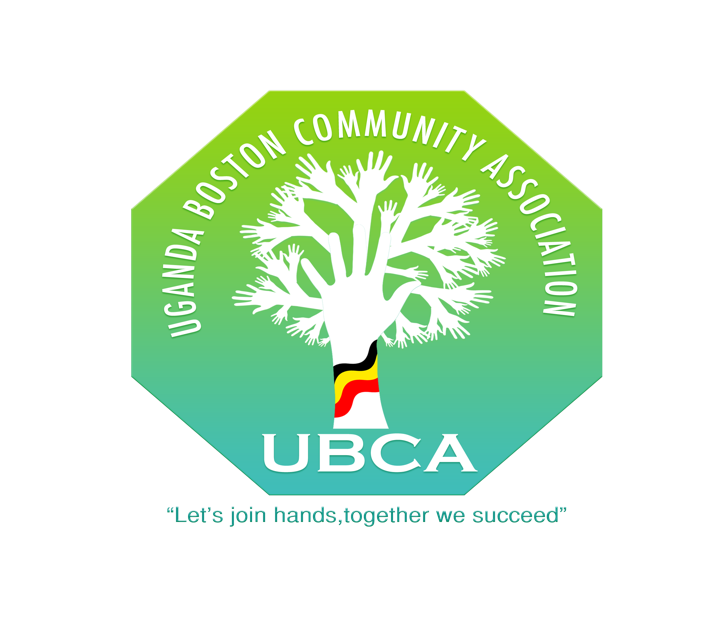 UGANDA BOSTON COMMUNITY ASSOCIATION
UBCA
“Let’s join hands,together we succeed”